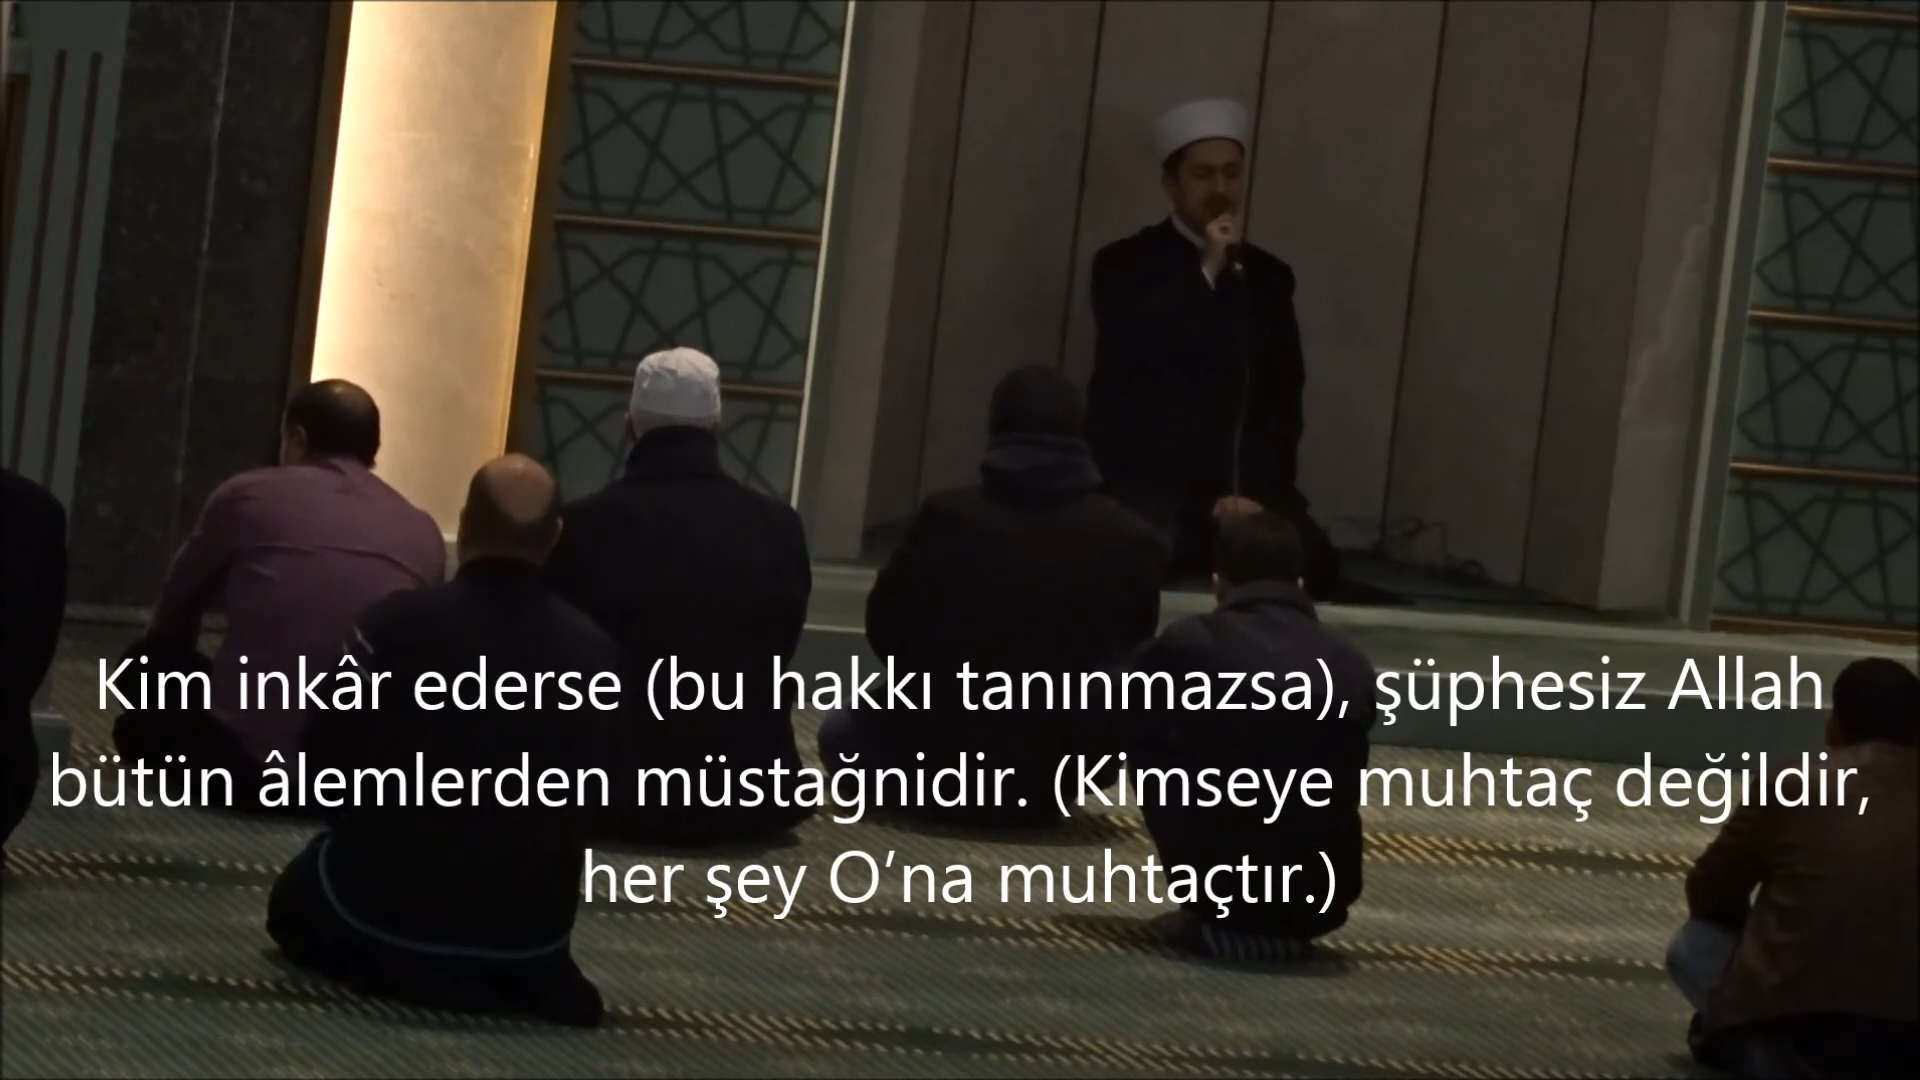 Kim inkâr ederse (bu hakkı tanınmazsa), şüphesiz Allah
bütün âlemlerden müstağnidir. (Kimseye muhtaç değildir,
her şey O’na muhtaçtır.)